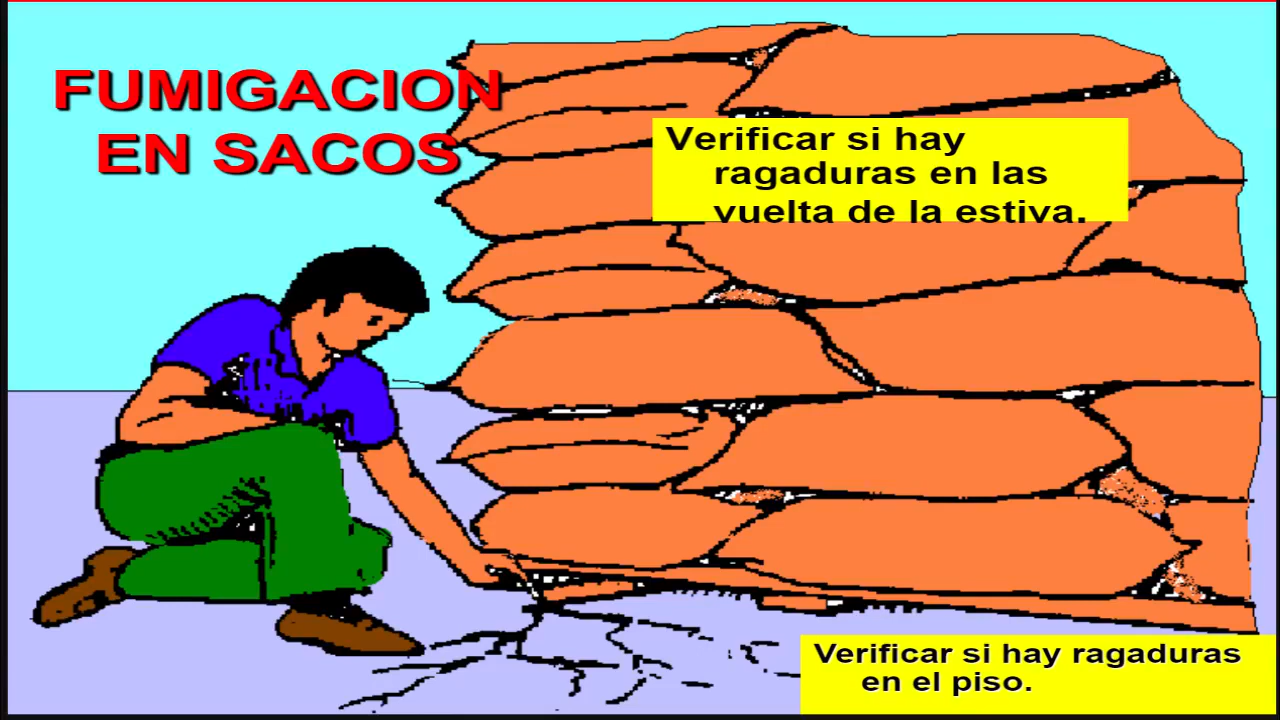 FUMIGACION
EN SACOS
Verificar si hay
ragaduras en las
vuelta de la estiva.
Verificar si hay ragaduras
en el piso.